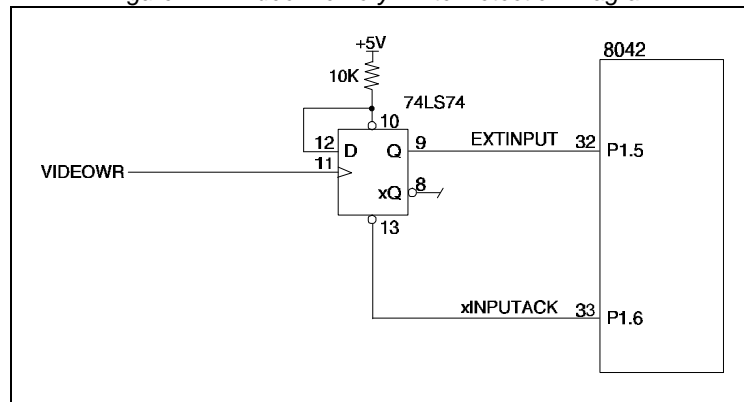 +5V
8042
10K
74LS74
10
12
D
Q
9
EXTINPUT
32
P1.5
11
VIDEOWR
xQ
8
13
xINPUTACK
33
P1.6